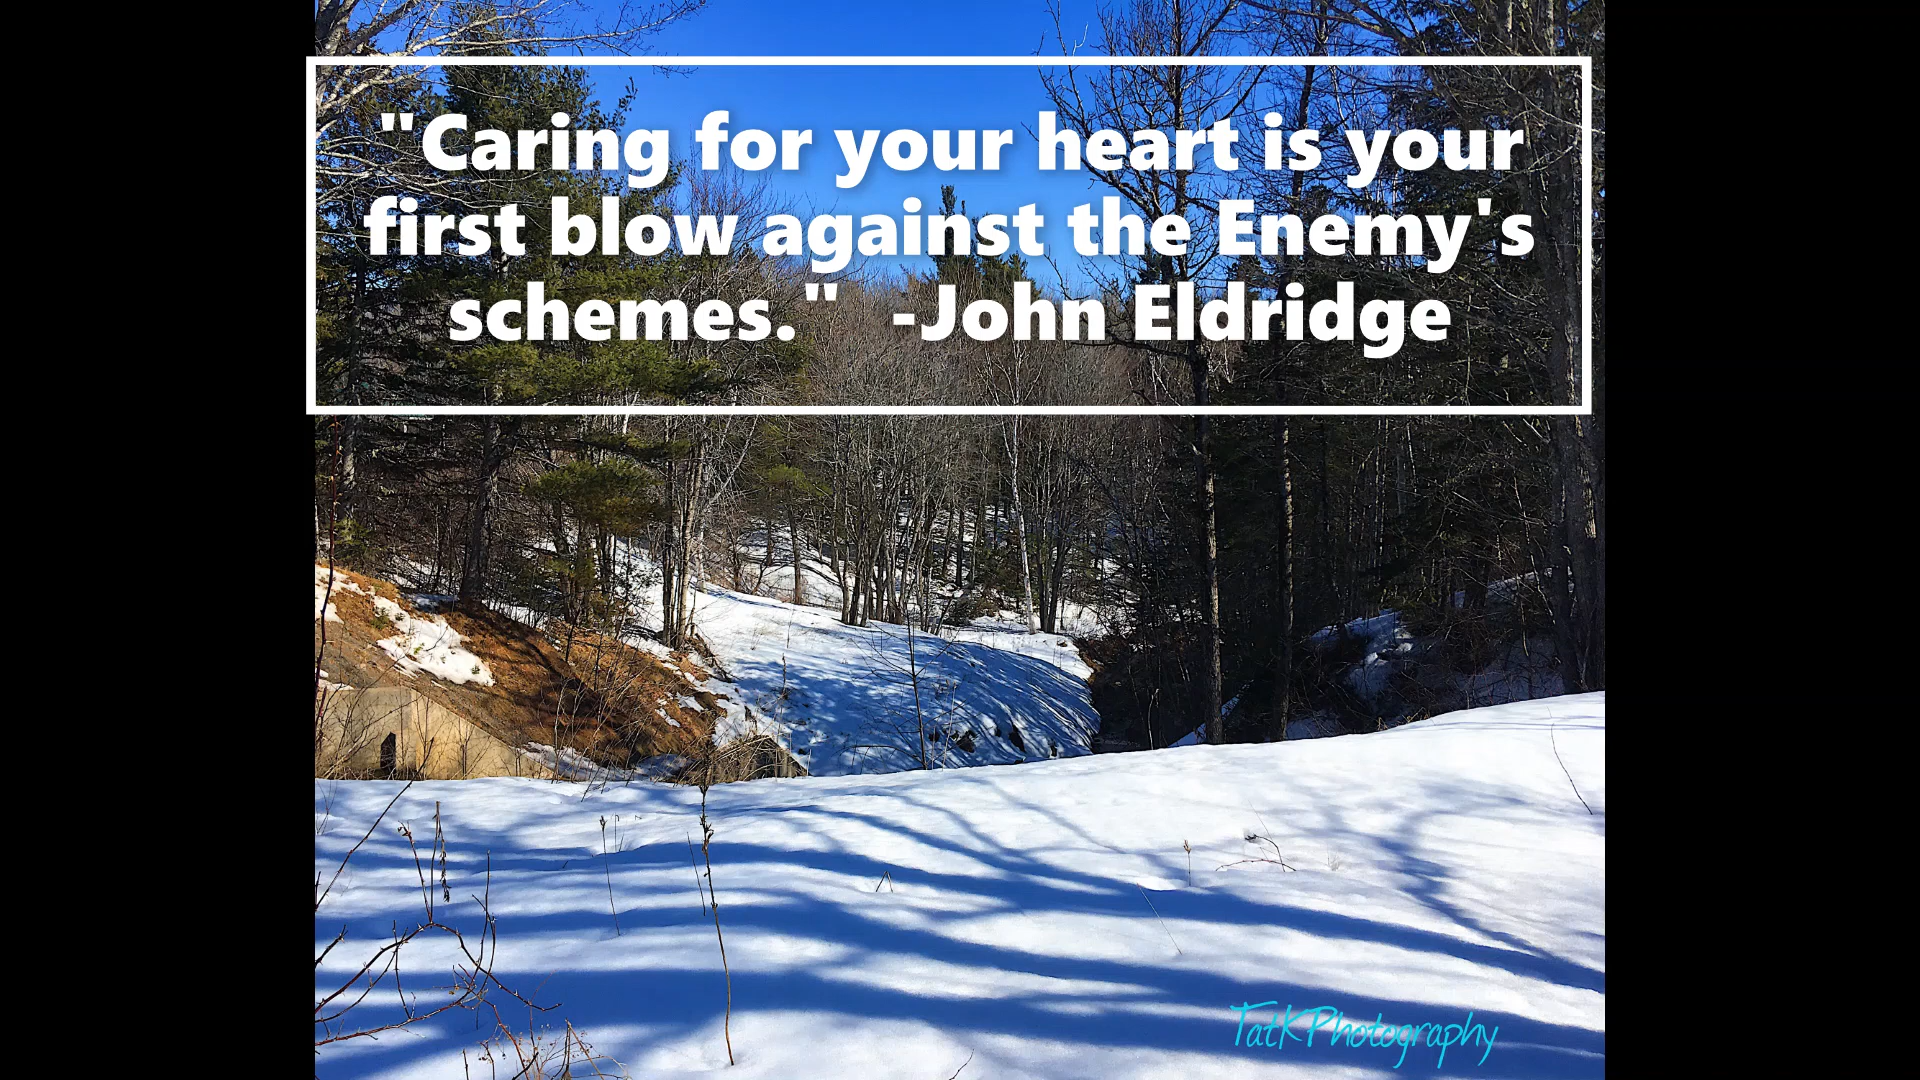 "Caring for your heart is your
first blow against the Enemy's
schemes." -John Eldridge
TatKPhotography